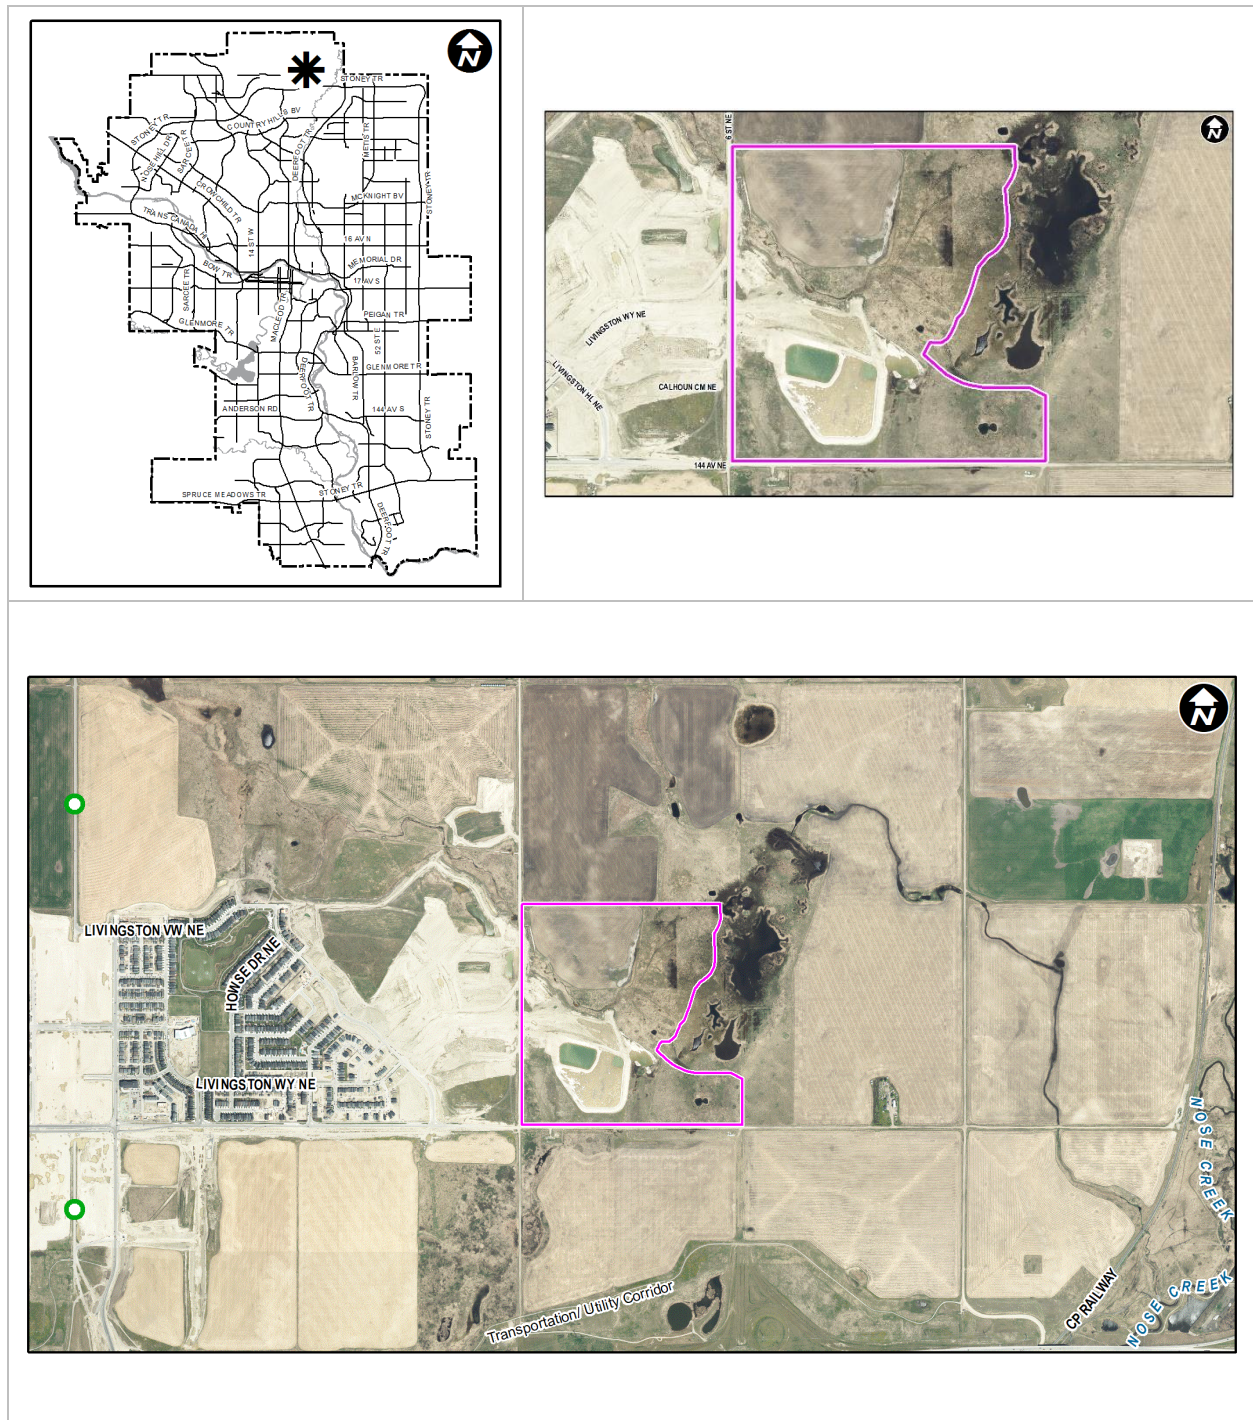 N
STONEY TR
COUNTRY HILLS BV
STONEY TR
NOSE HILL DR
SARCEE TR
DEERFOOT TR
METIS TR
CROWCHILD TR
MCKNIGHT BV
STONEY TR
TRANS CANADA HI
14 ST W
16 AV N
BOW TR
MEMORIAL DR
17 AV S
SARCEE TR
MACLEOD TR
PEIGAN TR
GLENMORE TR
52 ST E
DEERFOOT TR
BARLOW TR
GLENMORE TR
ANDERSON RD
144 AV S
STONEY TR
SPRUCE MEADOWS TR
STONEY TR
DEERFOOT TR
N
6 ST NE
LIVINGSTON WY NE
LIVINGSTON HL NE
CALHOUN CM NE
144 AV NE
N
LIVINGSTON VW NE
HOWSE DR NE
LIVINGSTON WY NE
NOSE CREEK
Transportation/ Utility Corridor
CP RAILWAY
NOSE CREEK